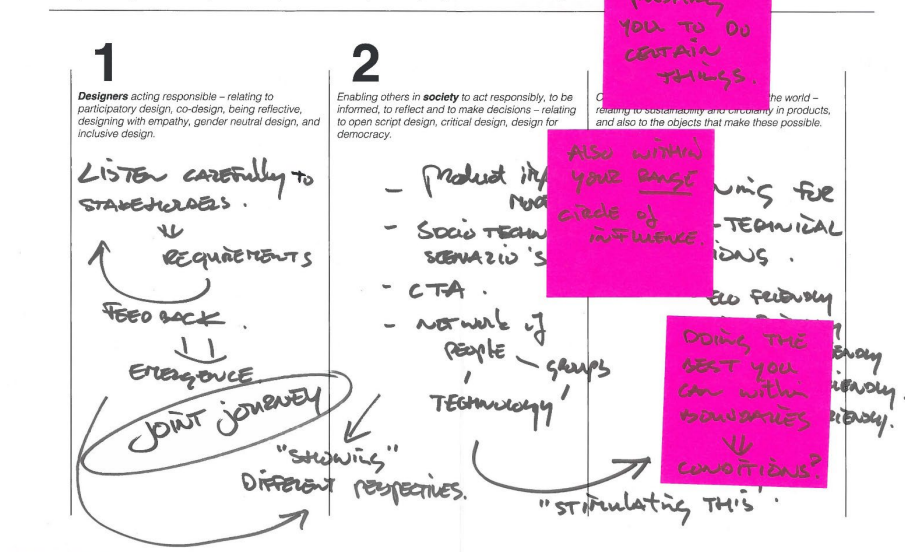 1
Designers acting responsible – relating to
participatory design, co-design, being reflective,
designing with empathy, gender neutral design, and
inclusive design.
LISTEN CAREFully to
STAKEHOLDERS.
REQUIREMENTS
FEEDBACK.
EMERGENCE
JOINT JOURNEY
2
Enabling others in society to act responsibly, to be
informed, to reflect and to make decisions – relating
to open script design, critical design, design for
democracy.
- Product
- SOCIO TECHN
SCENARIO'S
- CTA.
- NETWORK of
PEOPLE
GROUPS
TECHNOLOGY
"SHOWING"
DIFFERENT PERSPECTIVES.
"STIMULATING THIS"
the world –
relating to sustainability and circularity in products,
and also to the objects that make these possible.
FOR
-TECHNICAL
IONS.
ECO FRIENDLY
ENDLY
IENDLY.
RIENDLY.
YOU TO DO
CERTAIN
THINGS.
ALSO WITHIN
YOUR RANGE
CIRCLE of
INFLUENCE.
DOING THE
BEST YOU
CAN within
BOUNDARIES
CONDITIONS?